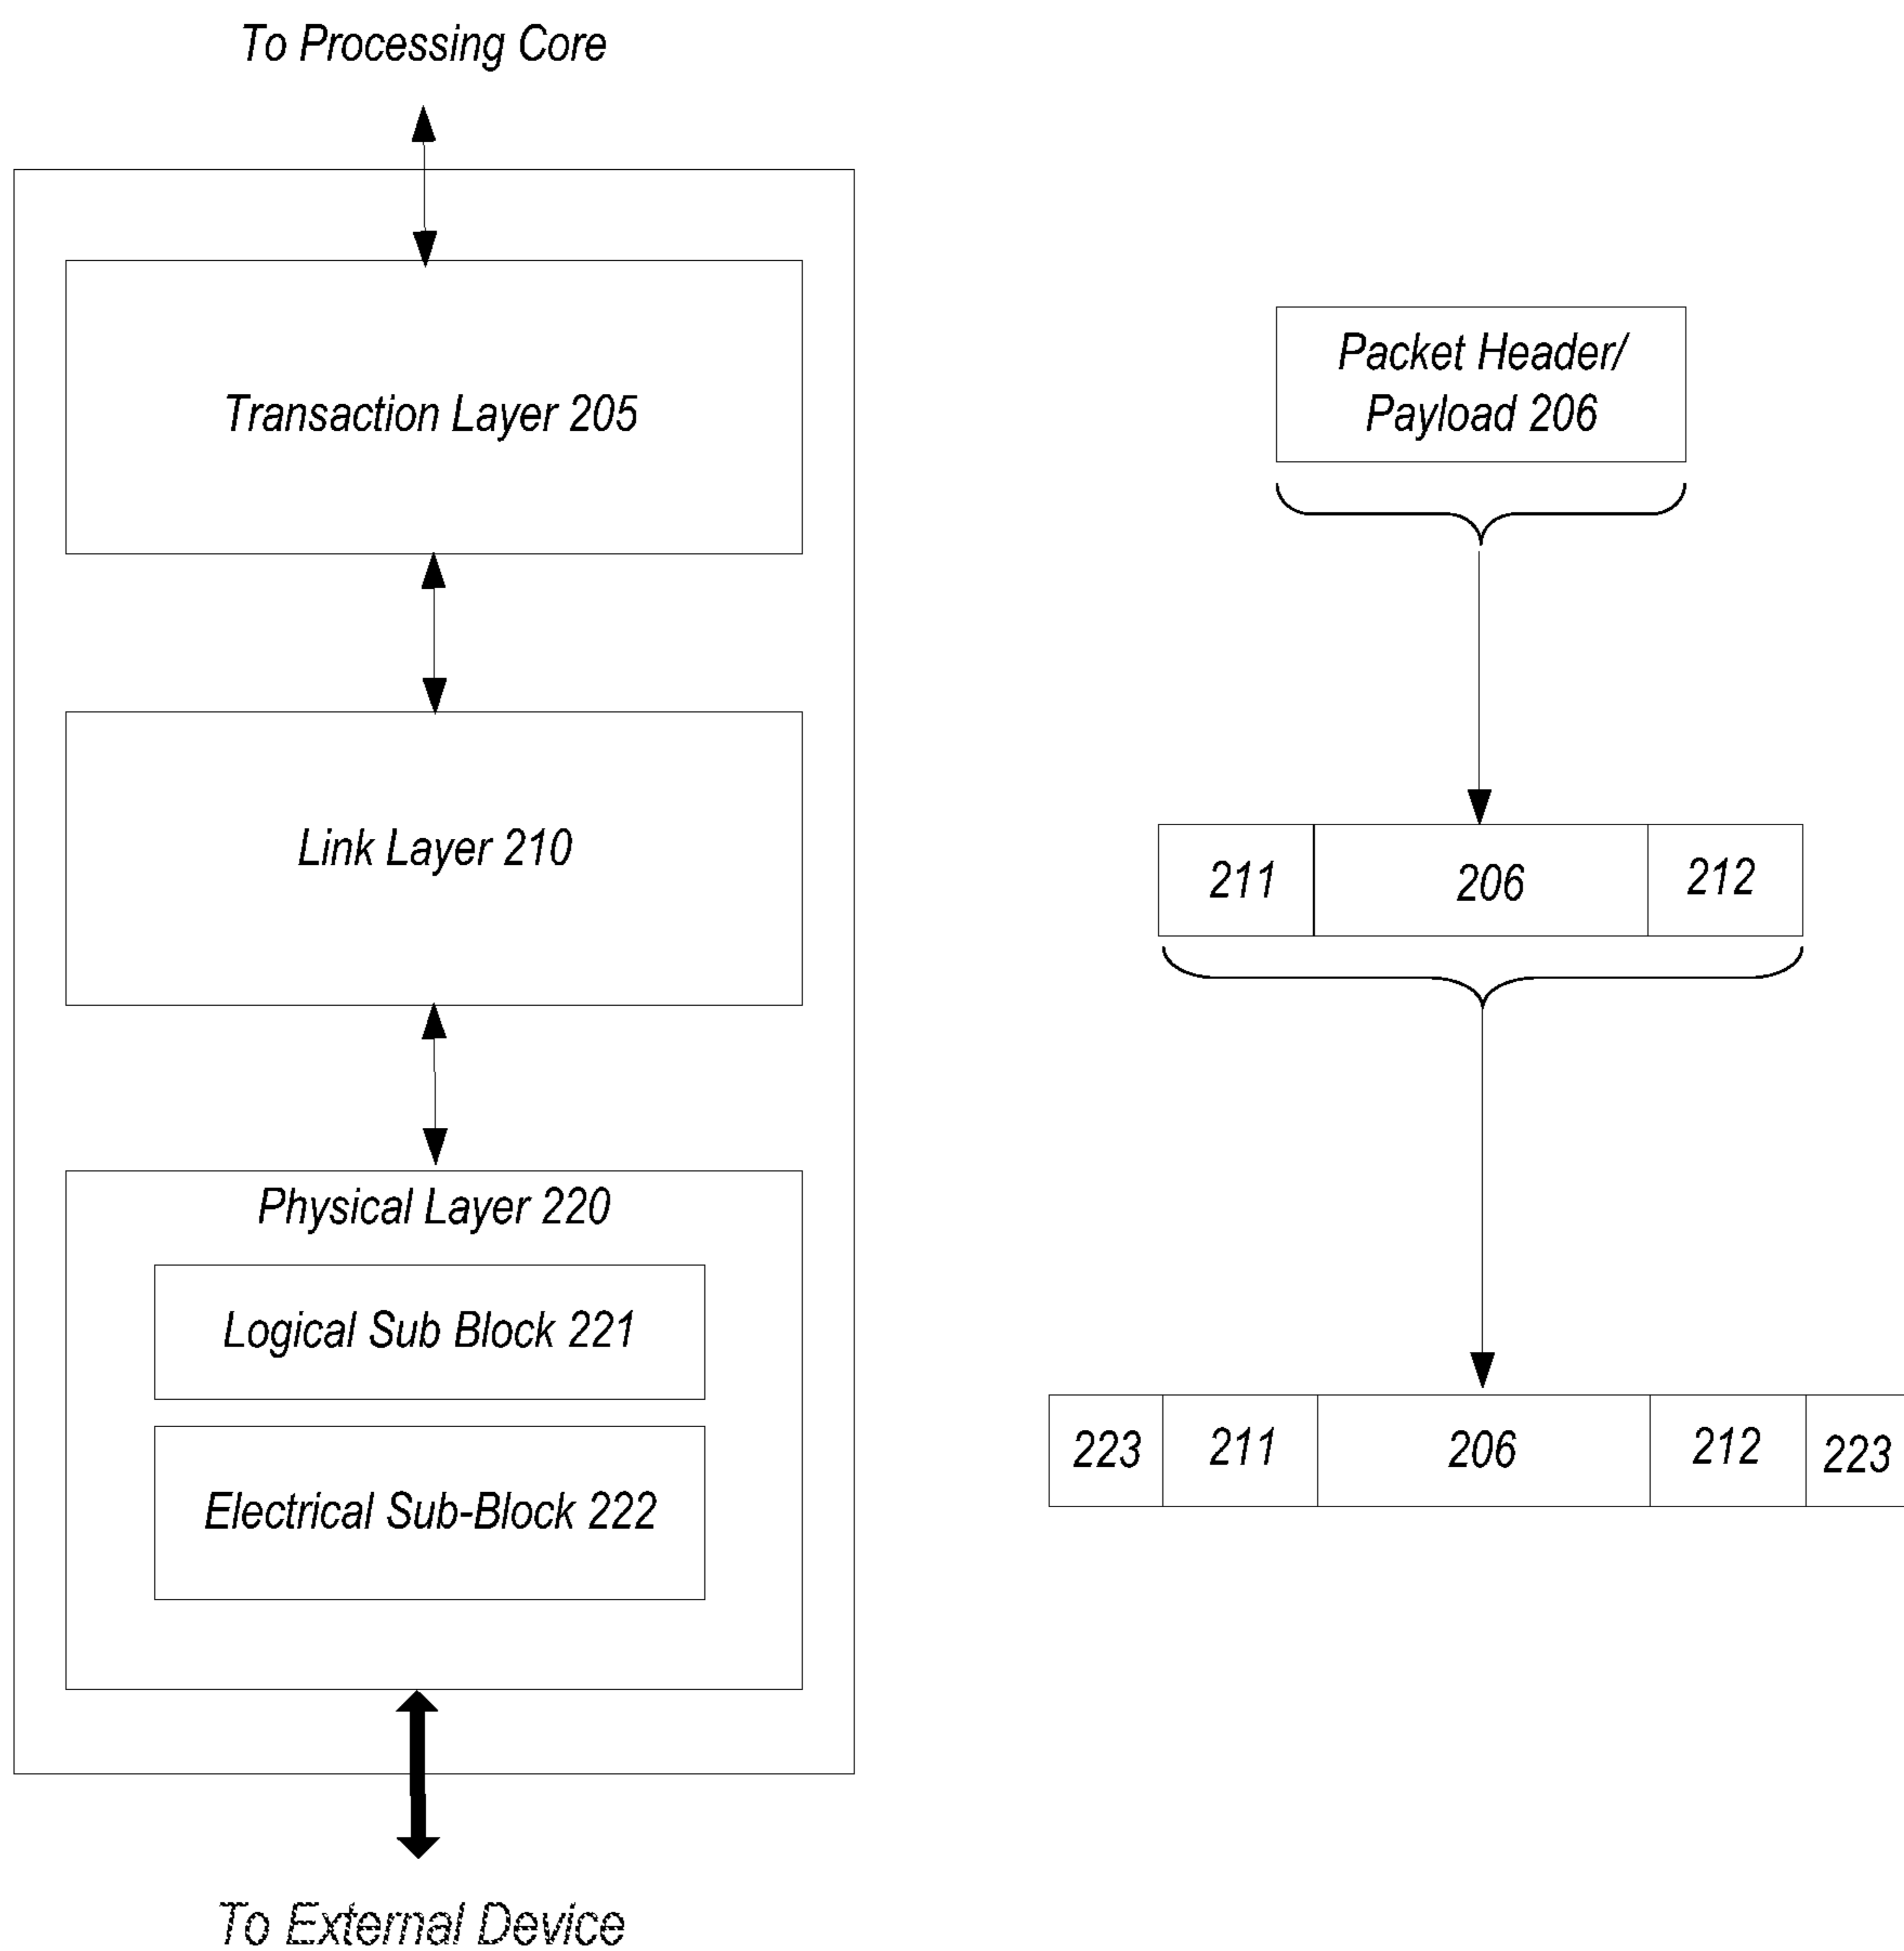 To Processing Core
Transaction Layer 205
Link Layer 210
Physical Layer 220
Logical Sub Block 221
Electrical Sub-Block 222
To External Device
Packet Header/
Payload 206
211 206 212
223 211 206 212 223